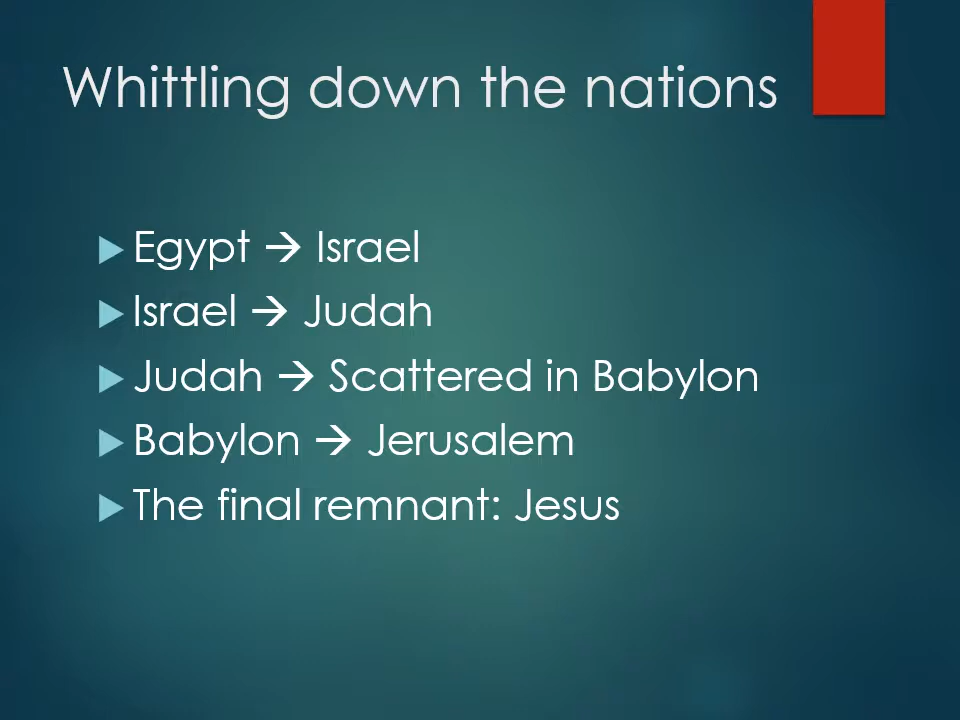 Whittling down the nations
Egypt → Israel
Israel → Judah
Judah → Scattered in Babylon
Babylon → Jerusalem
The final remnant: Jesus